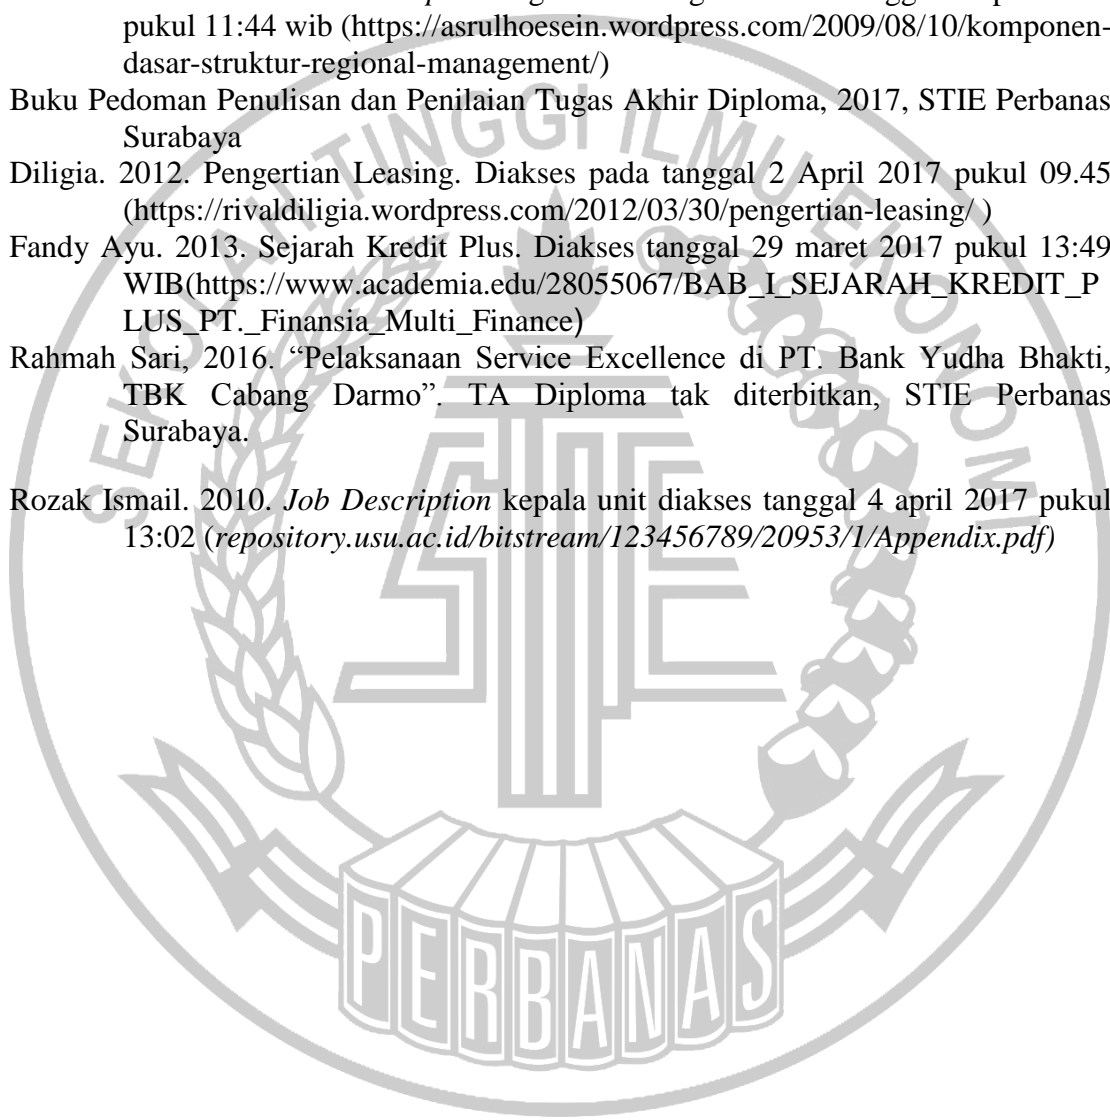 pukul 11:44 wib (https://asrulhoesein.wordpress.com/2009/08/10/komponen-
dasar-struktur-regional-management/)
Buku Pedoman Penulisan dan Penilaian Tugas Akhir Diploma, 2017, STIE Perbanas
Surabaya
Diligia. 2012. Pengertian Leasing. Diakses pada tanggal 2 April 2017 pukul 09.45
(https://rivaldiligia.wordpress.com/2012/03/30/pengertian-leasing/ )
Fandy Ayu. 2013. Sejarah Kredit Plus. Diakses tanggal 29 maret 2017 pukul 13:49
WIB(https://www.academia.edu/28055067/BAB_I_SEJARAH_KREDIT_P
LUS_PT._Finansia_Multi_Finance)
Rahmah Sari, 2016. “Pelaksanaan Service Excellence di PT. Bank Yudha Bhakti,
TBK Cabang Darmo”. TA Diploma tak diterbitkan, STIE Perbanas
Surabaya.
Rozak Ismail. 2010. Job Description kepala unit diakses tanggal 4 april 2017 pukul
13:02 (repository.usu.ac.id/bitstream/123456789/20953/1/Appendix.pdf)
SEKOLAH TINGGI ILMU EKONOMI
STIE
PERBANAS